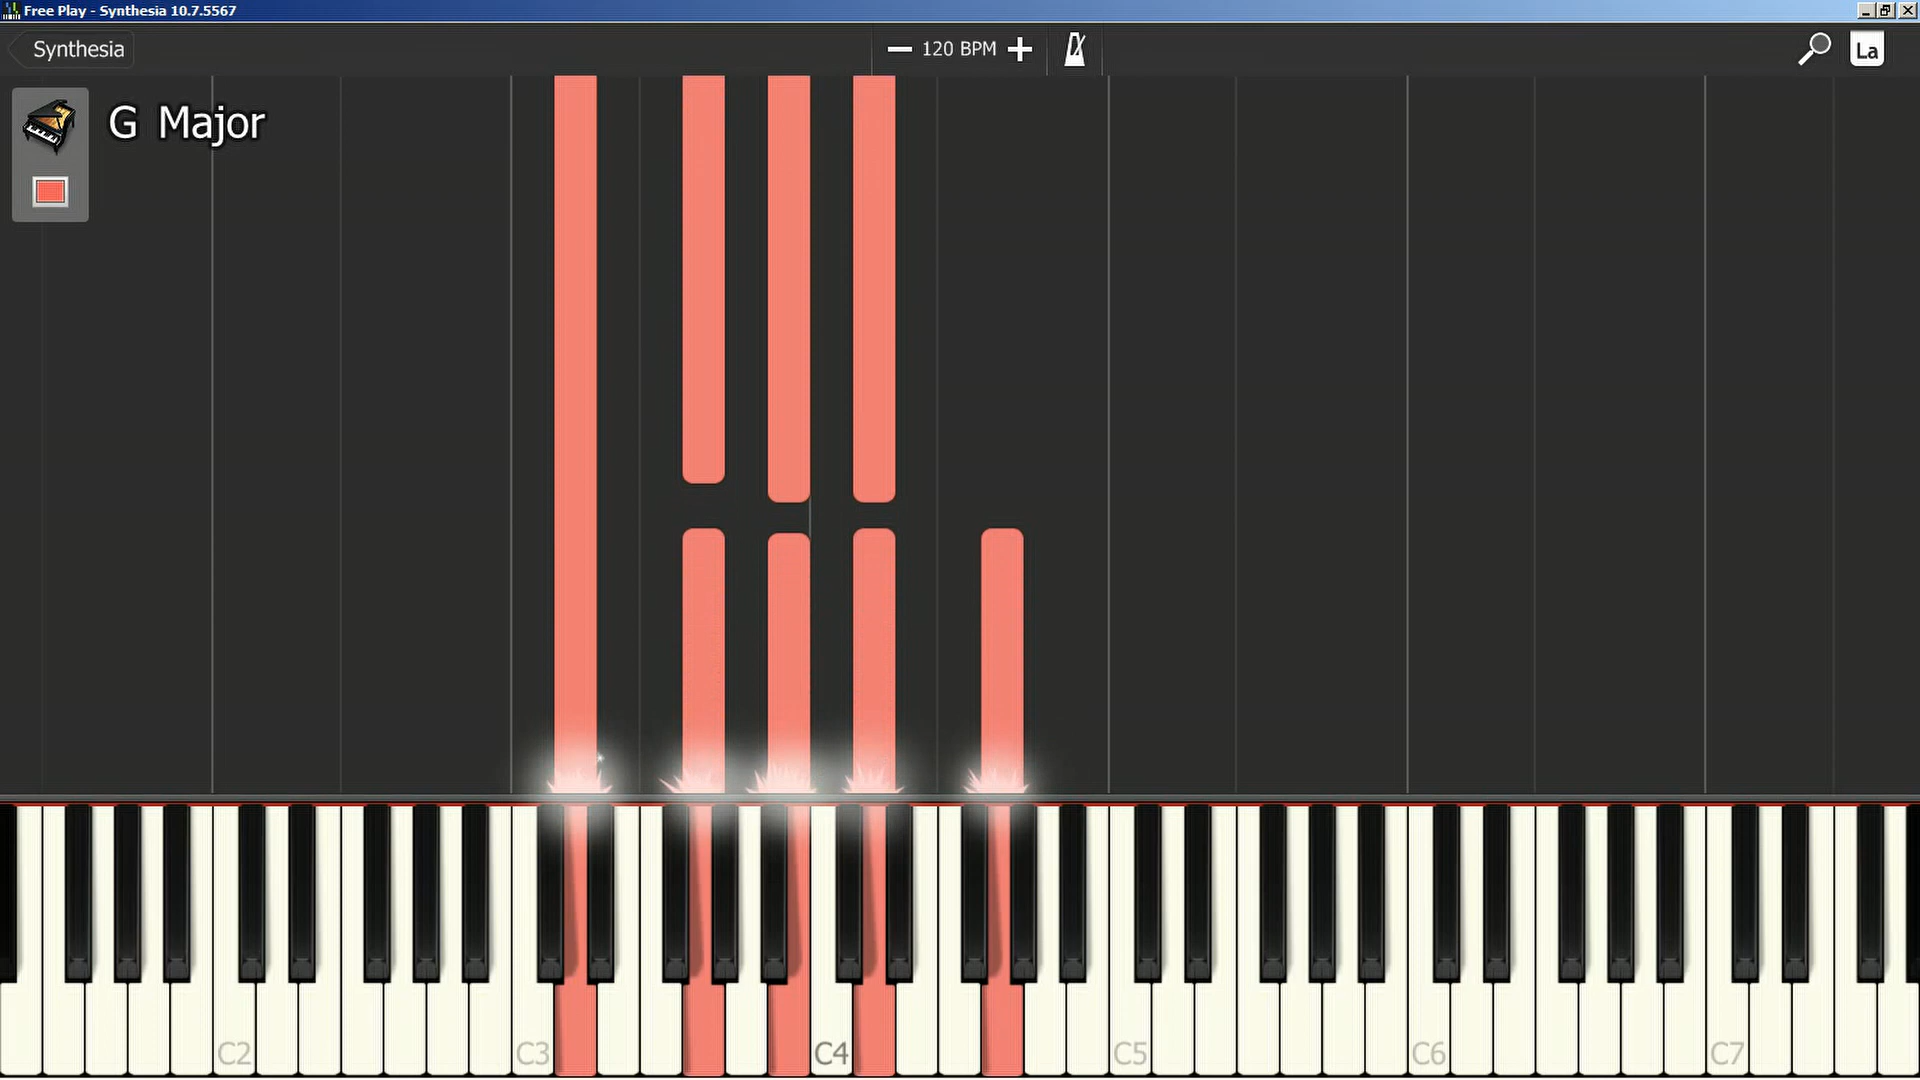 Free Play - Synthesia 10.7.5567
Synthesia
120 BPM
La
G Major
C2
C3
C4
C5
C6
C7